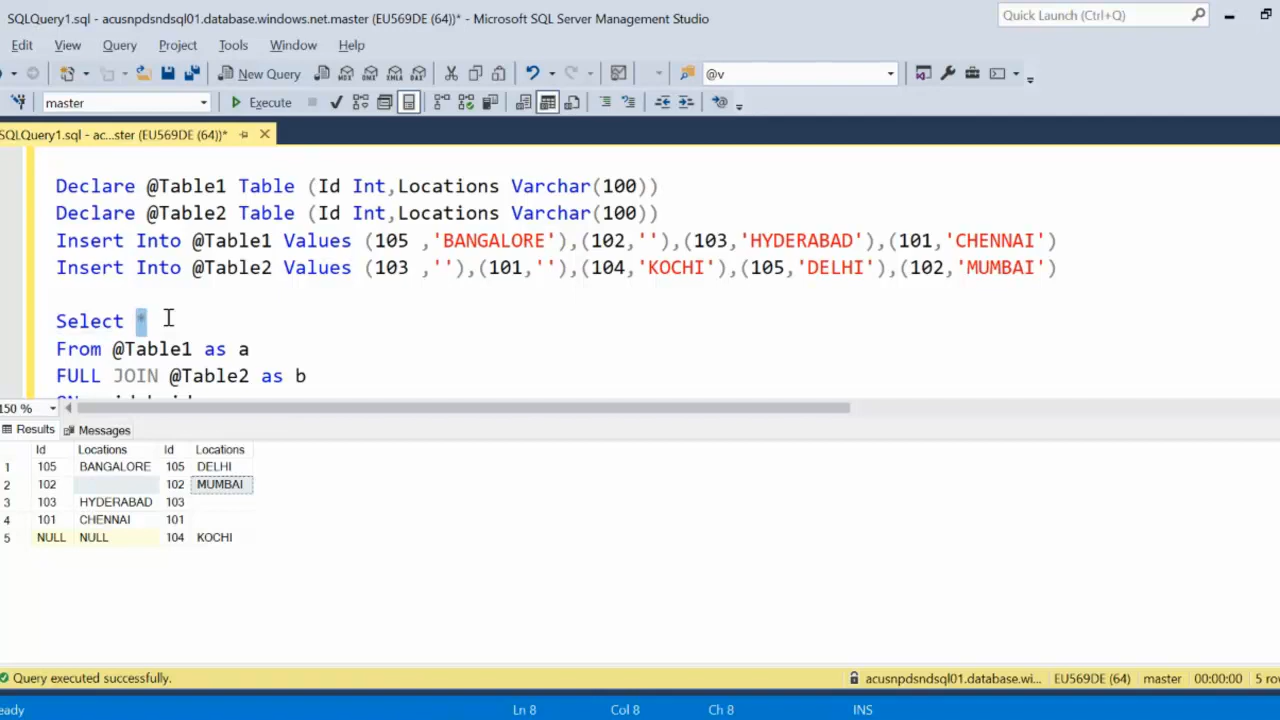 SQLQuery1.sql - acusnpdsndsql01.database.windows.net.master (EU569DE (64))* - Microsoft SQL Server Management Studio
Quick Launch (Ctrl+Q)
Edit View Query Project Tools Window Help
New Query
MDX DMX XMLA DAX
@v
master
Execute
SQLQuery1.sql - ac...ster (EU569DE (64))*
Declare @Table1 Table (Id Int,Locations Varchar(100))
Declare @Table2 Table (Id Int,Locations Varchar(100))
Insert Into @Table1 Values (105 ,'BANGALORE'),(102,''),(103,'HYDERABAD'),(101,'CHENNAI')
Insert Into @Table2 Values (103 ,''),(101,''),(104,'KOCHI'),(105,'DELHI'),(102,'MUMBAI')
Select *
From @Table1 as a
FULL JOIN @Table2 as b
150 %
Results Messages
Id Locations Id Locations
1 105 BANGALORE 105 DELHI
2 102 102 MUMBAI
3 103 HYDERABAD 103
4 101 CHENNAI 101
5 NULL NULL 104 KOCHI
Query executed successfully.
acusnpdsndsql01.database.wi... EU569DE (64) master 00:00:00 5 ro
eady Ln 8 Col 8 Ch 8 INS